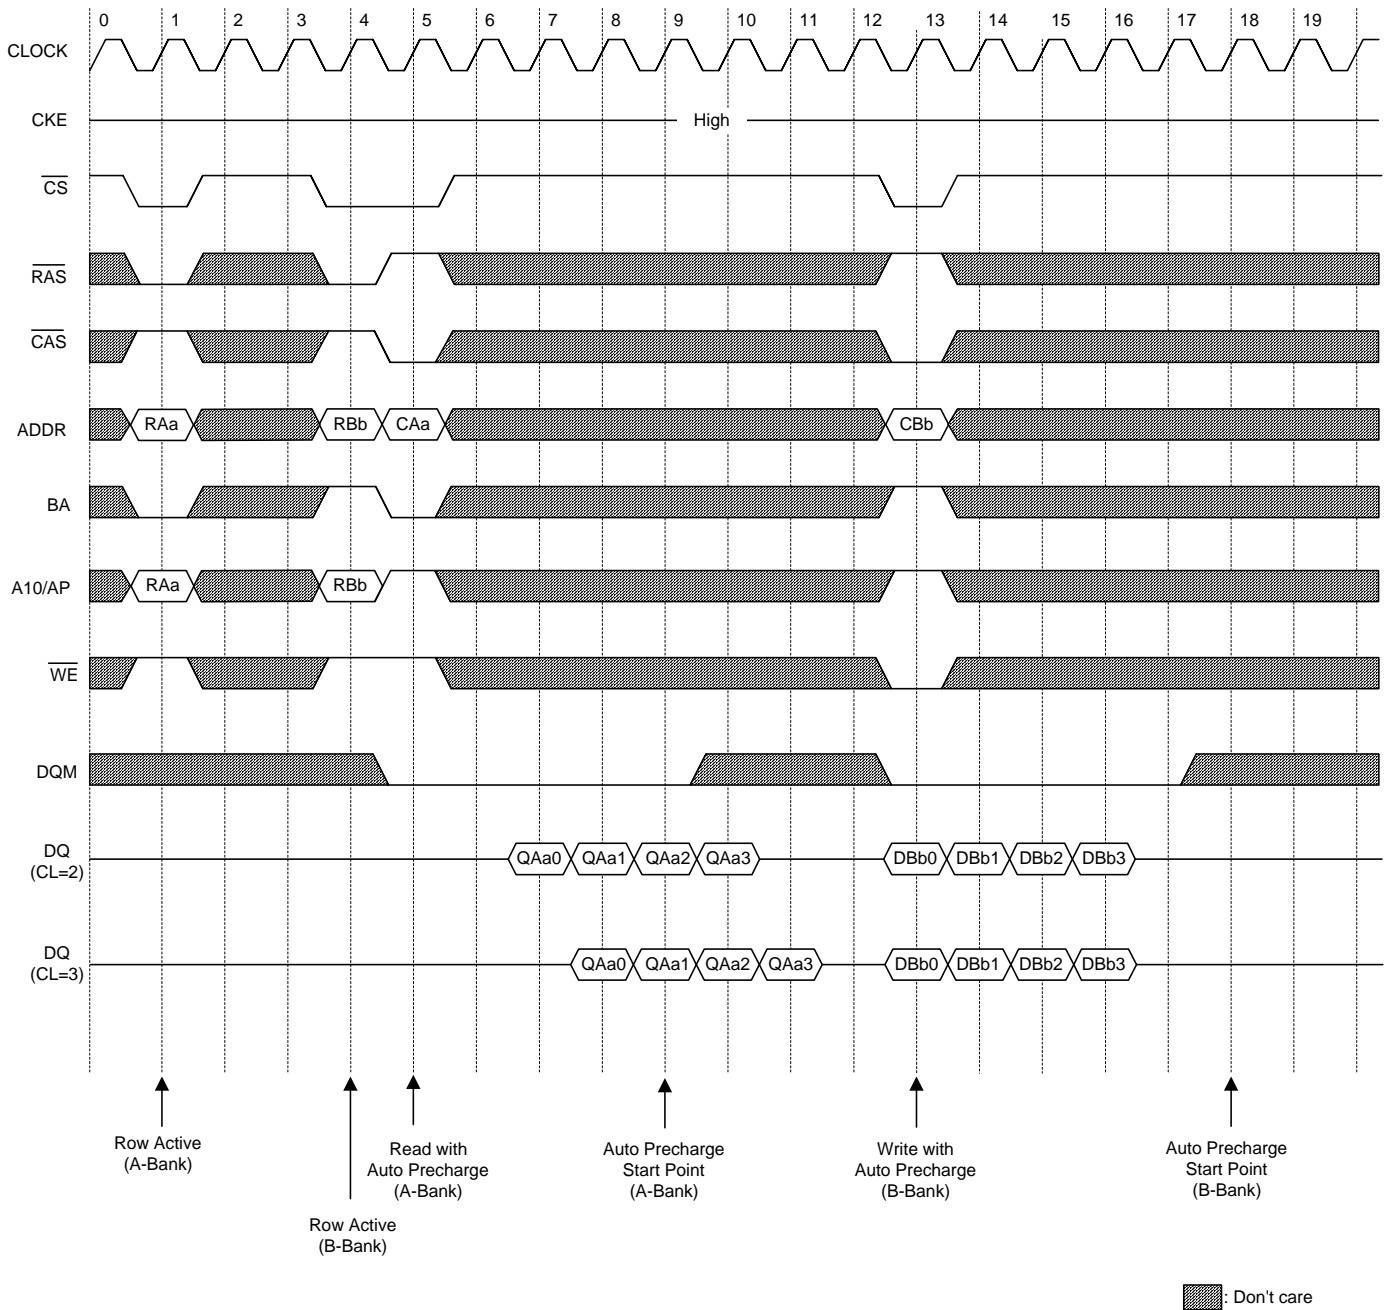 0 1 2 3 4 5 6 7 8 9 10 11 12 13 14 15 16 17 18 19
CLOCK
CKE High
CS
RAS
CAS
ADDR RAa RBb CAa CBb
BA
A10/AP RAa RBb
WE
DQM
DQ
(CL=2)
QAa0 QAa1 QAa2 QAa3 DBb0 DBb1 DBb2 DBb3
DQ
(CL=3)
QAa0 QAa1 QAa2 QAa3 DBb0 DBb1 DBb2 DBb3
Row Active
(A-Bank)
Row Active
(B-Bank)
Read with
Auto Precharge
(A-Bank)
Auto Precharge
Start Point
(A-Bank)
Write with
Auto Precharge
(B-Bank)
Auto Precharge
Start Point
(B-Bank)
: Don't care